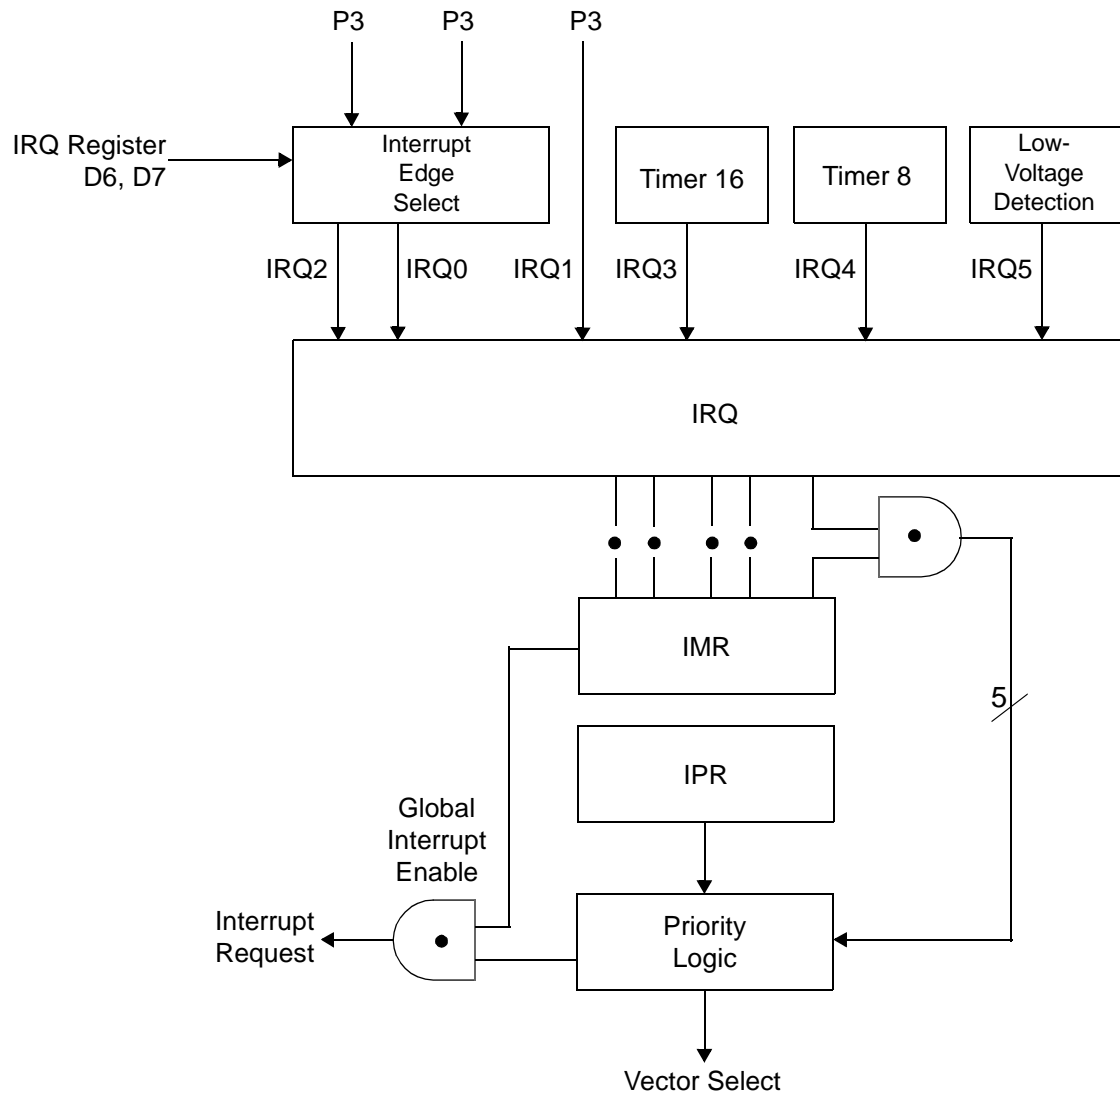 P3
P3
P3
IRQ Register
D6, D7
Interrupt
Edge
Select
Timer 16
Timer 8
Low-
Voltage
Detection
IRQ2
IRQ0
IRQ1
IRQ3
IRQ4
IRQ5
IRQ
IMR
5
IPR
Global
Interrupt
Enable
Interrupt
Request
Priority
Logic
Vector Select